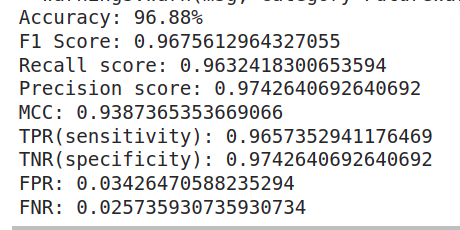 Accuracy: 96.88%
F1 Score: 0.9675612964327055
Recall score: 0.9632418300653594
Precision score: 0.9742640692640692
MCC: 0.9387365353669066
TPR(sensitivity): 0.9657352941176469
TNR(specificity): 0.9742640692640692
FPR: 0.03426470588235294
FNR: 0.025735930735930734